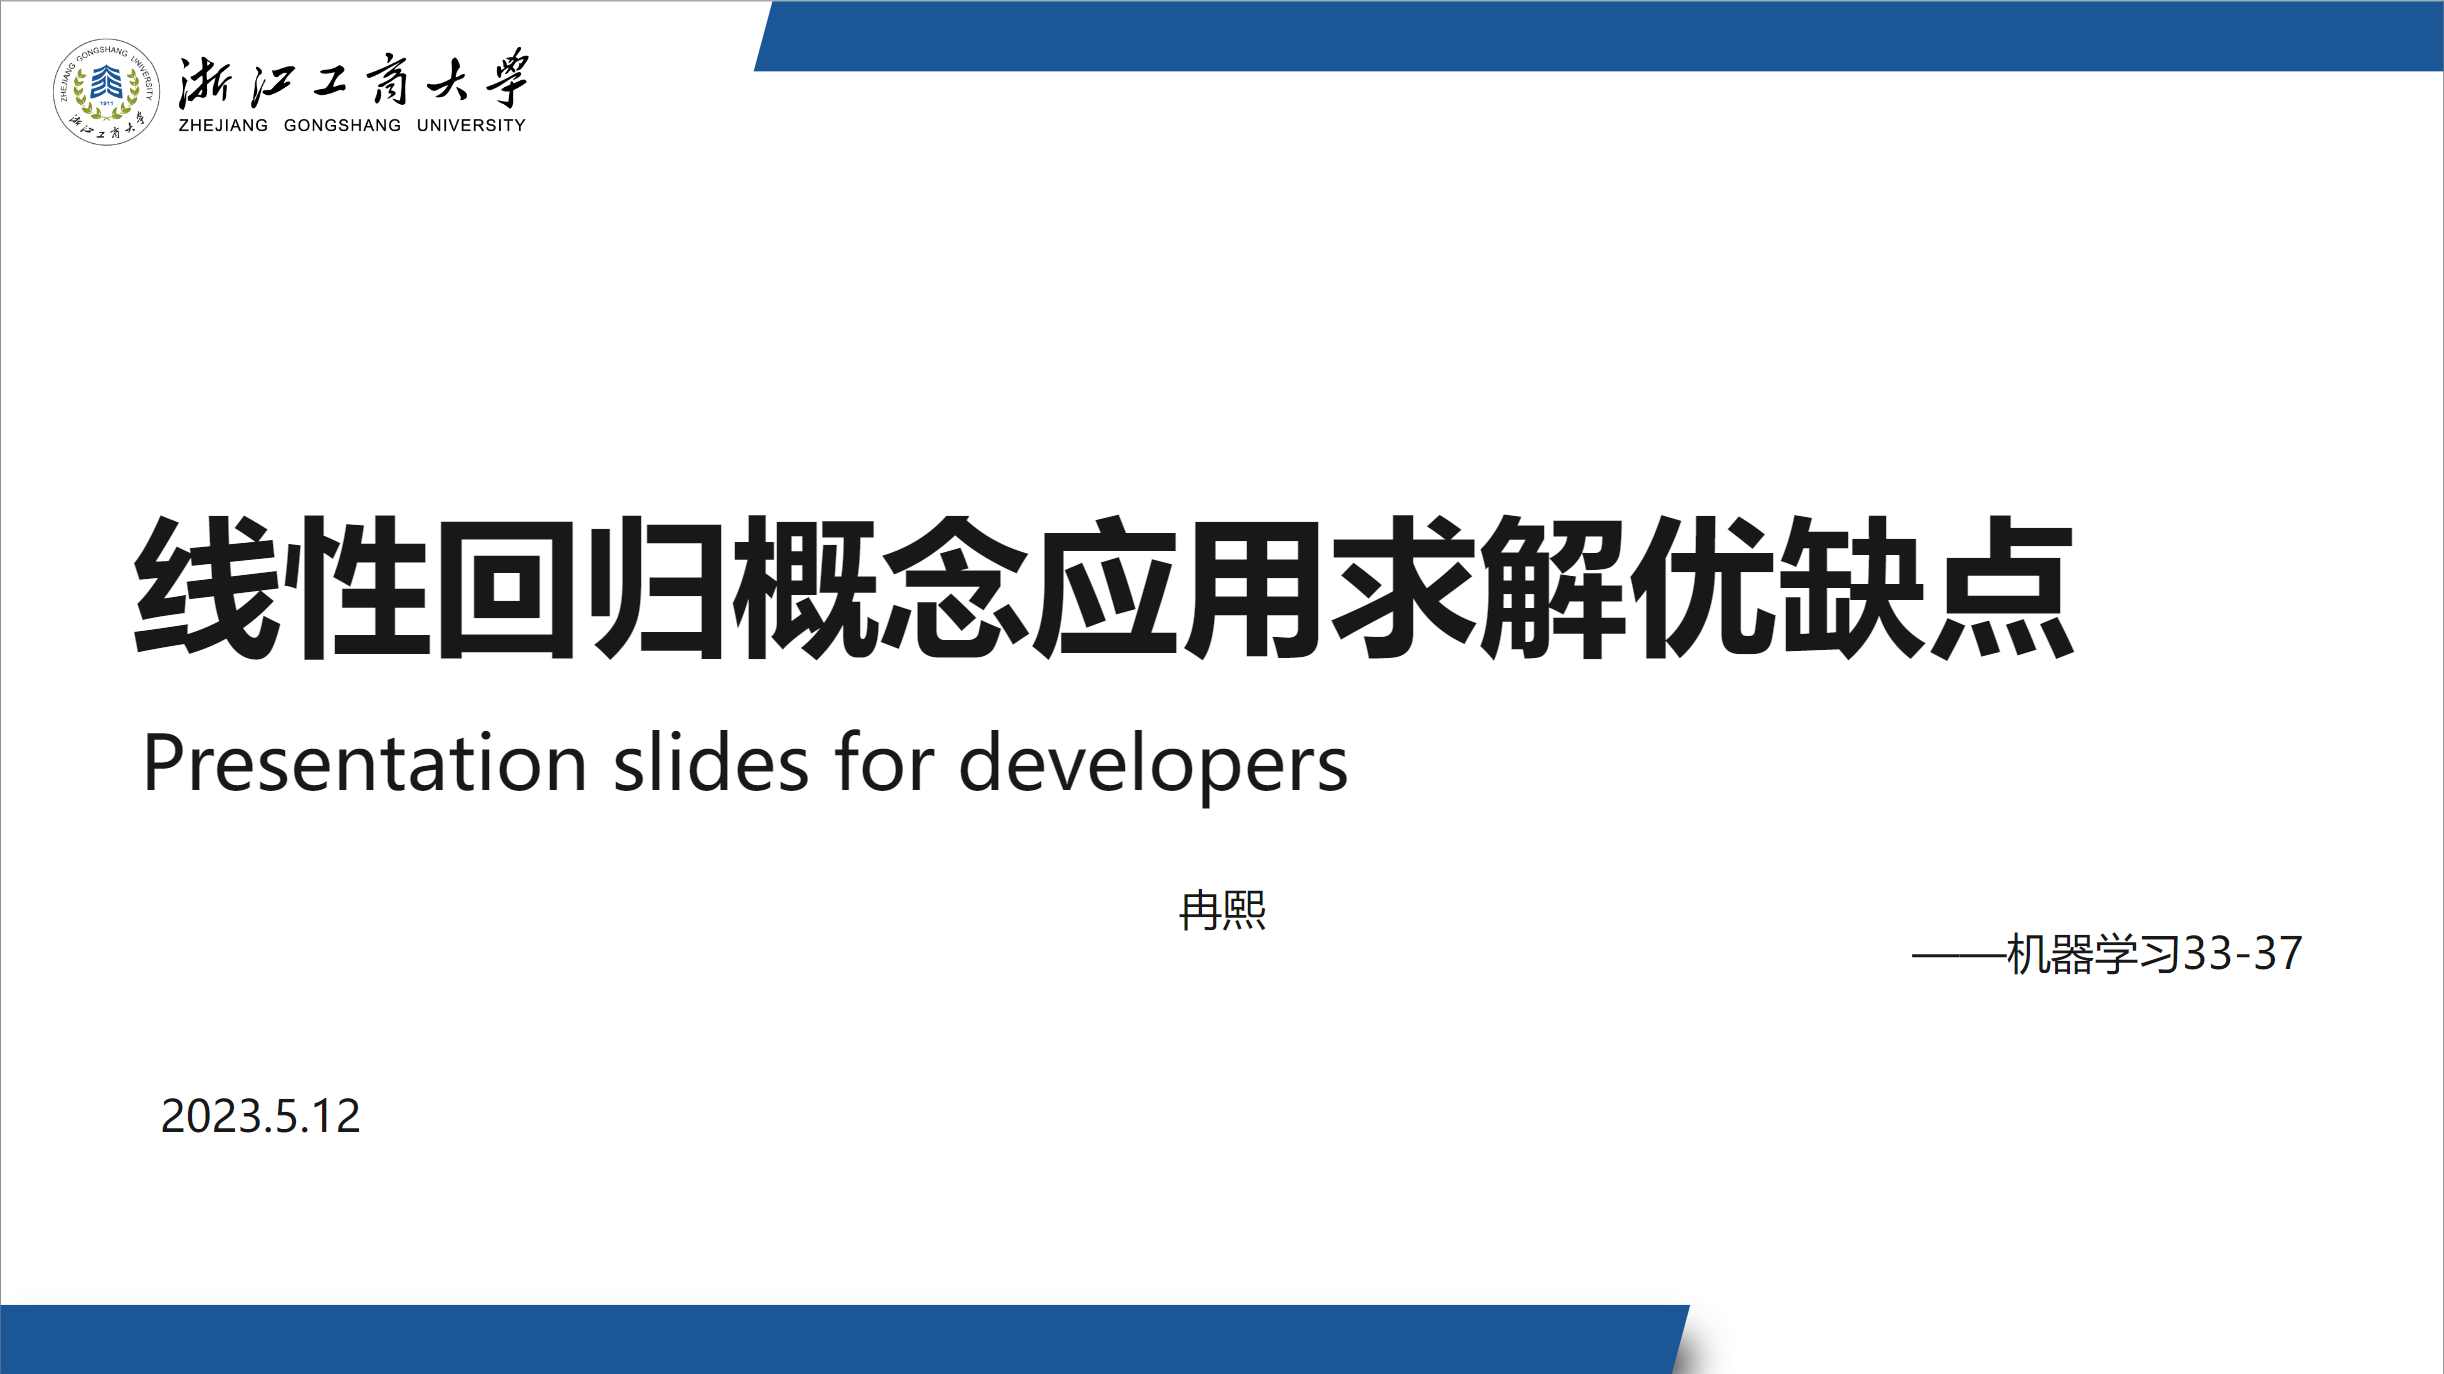 浙江工商大学
ZHEJIANG GONGSHANG UNIVERSITY
ZHEJIANG GONGSHANG UNIVERSITY
1911
浙江工商大学
线性回归概念应用求解优缺点
Presentation slides for developers
冉熙
——机器学习33-37
2023.5.12